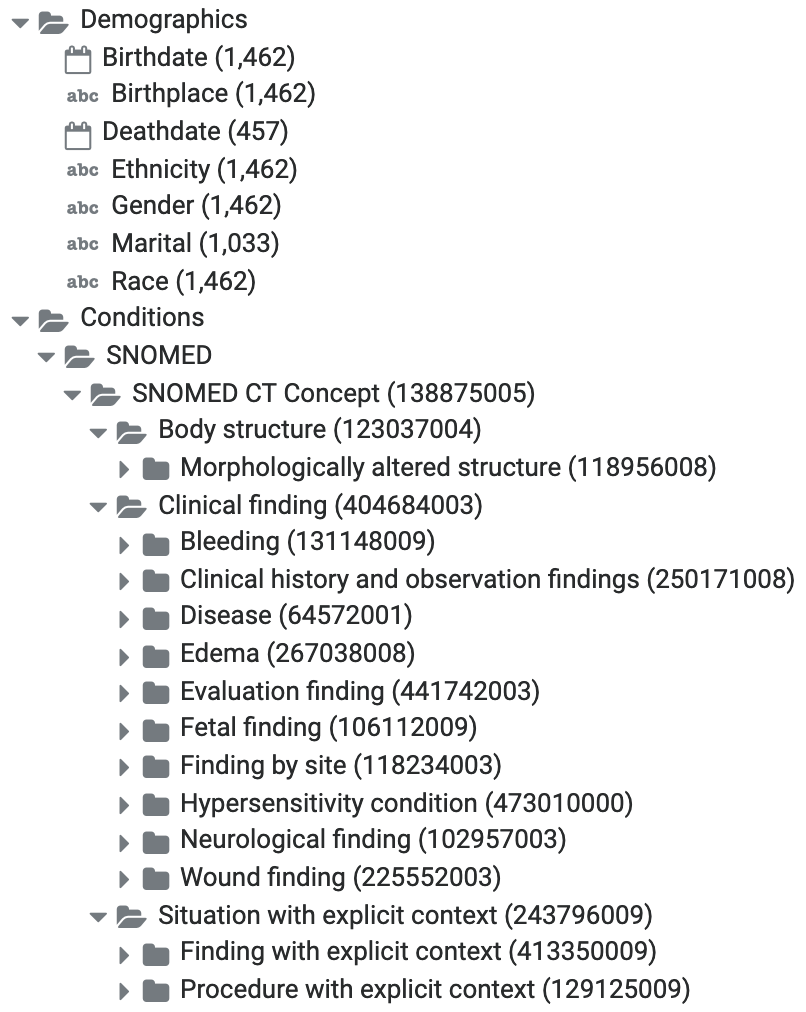 Demographics
Birthdate (1,462)
abc Birthplace (1,462)
Deathdate (457)
abc Ethnicity (1,462)
abc Gender (1,462)
abc Marital (1,033)
abc Race (1,462)
Conditions
SNOMED
SNOMED CT Concept (138875005)
Body structure (123037004)
Morphologically altered structure (118956008)
Clinical finding (404684003)
Bleeding (131148009)
Clinical history and observation findings (250171008)
Disease (64572001)
Edema (267038008)
Evaluation finding (441742003)
Fetal finding (106112009)
Finding by site (118234003)
Hypersensitivity condition (473010000)
Neurological finding (102957003)
Wound finding (225552003)
Situation with explicit context (243796009)
Finding with explicit context (413350009)
Procedure with explicit context (129125009)